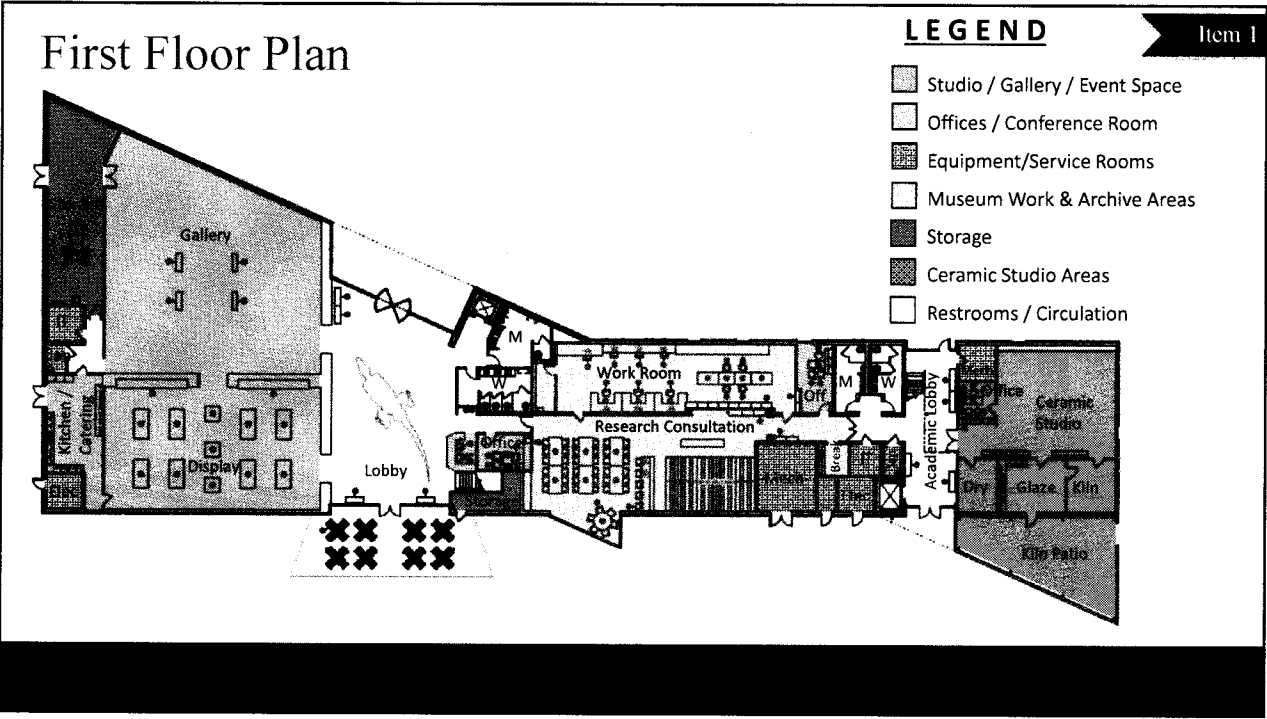 First Floor Plan
LEGEND
Item 1
Studio / Gallery / Event Space
Offices / Conference Room
Equipment/Service Rooms
Museum Work & Archive Areas
Storage
Ceramic Studio Areas
Restrooms / Circulation
Gallery
M
W
Work Room
Off
M
W
Office
Ceramic
Studio
Kitchen /
Catering
Display
Lobby
Office
Storage
Research Consultation
Academic Lobby
Dry
Glaze
Kiln
Kiln Patio